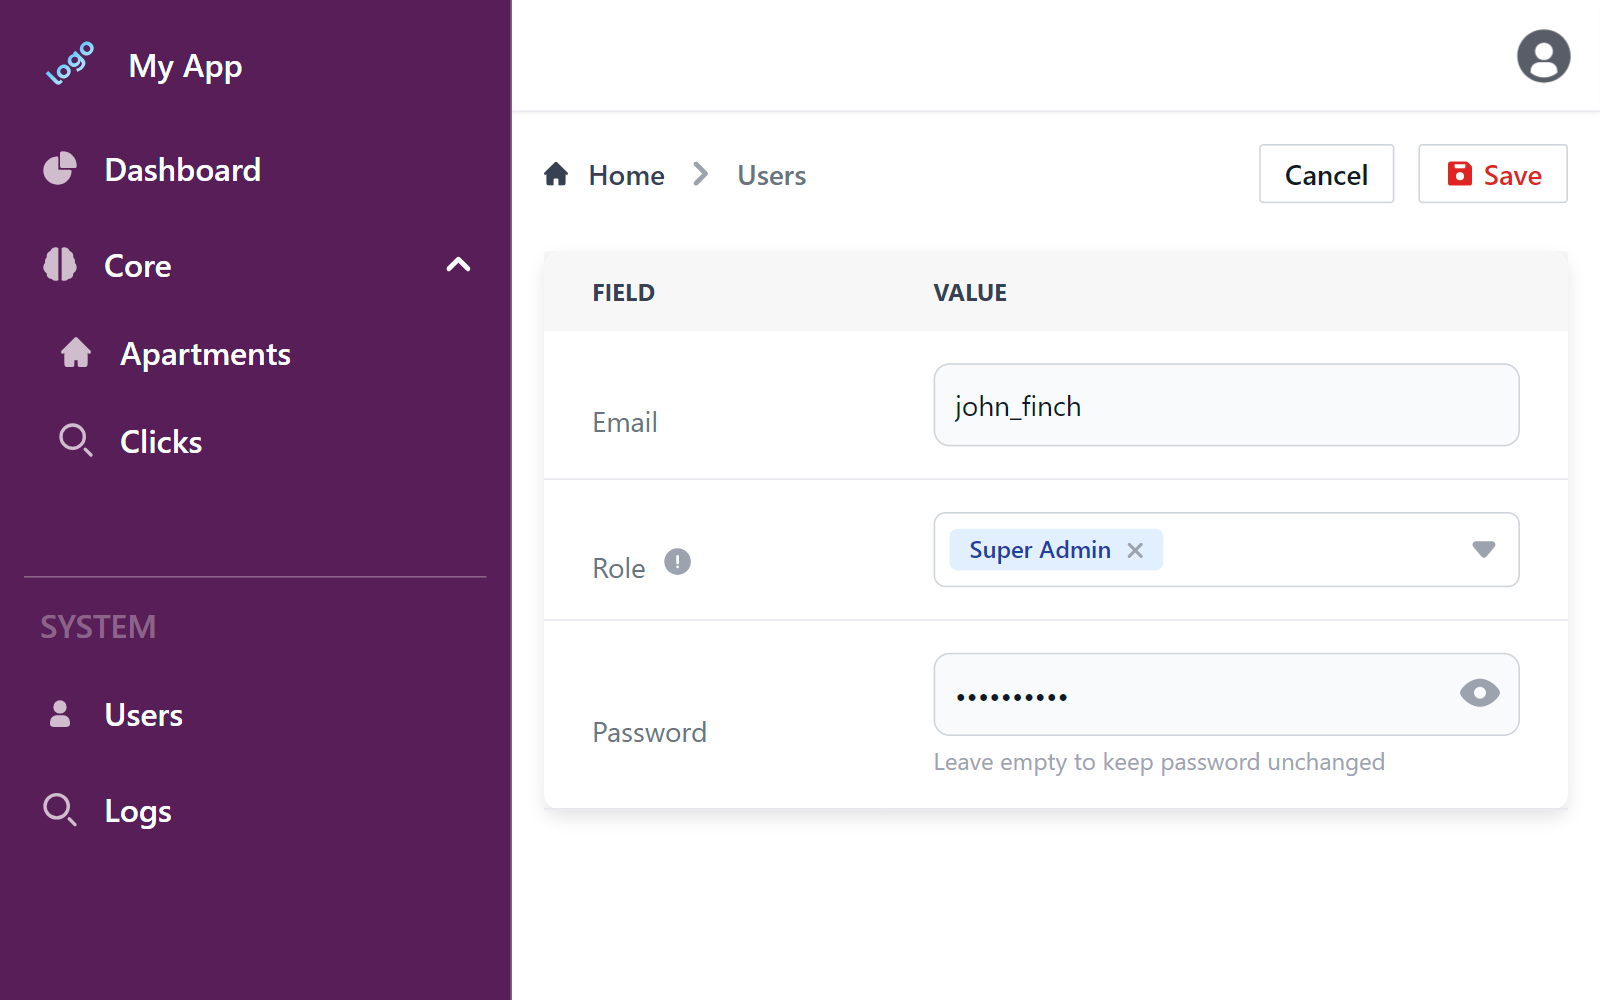 logo
My App
Dashboard
Core
Apartments
Clicks
SYSTEM
Users
Logs
Home
Users
Cancel
Save
FIELD VALUE
Email john_finch
Role
Super Admin
Password ••••••••••
Leave empty to keep password unchanged